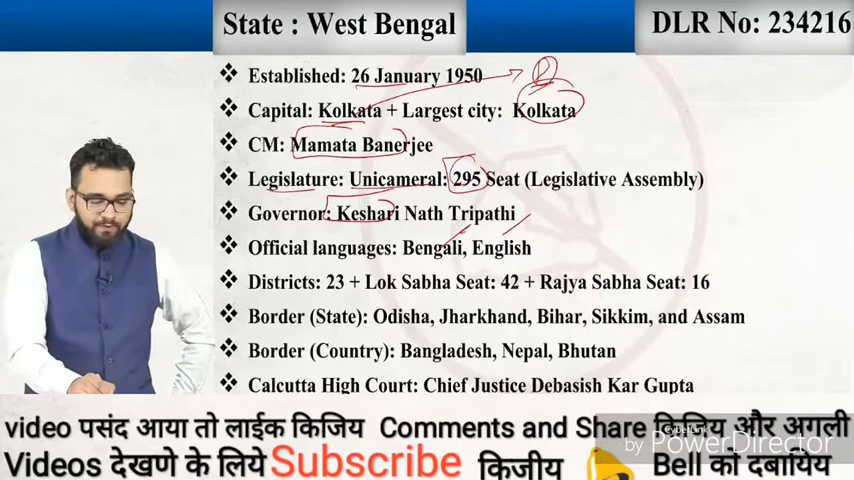 State : West Bengal
DLR No: 234216
❖ Established: 26 January 1950
❖ Capital: Kolkata + Largest city: Kolkata
❖ CM: Mamata Banerjee
❖ Legislature: Unicameral: 295 Seat (Legislative Assembly)
❖ Governor: Keshari Nath Tripathi
❖ Official languages: Bengali, English
❖ Districts: 23 + Lok Sabha Seat: 42 + Rajya Sabha Seat: 16
❖ Border (State): Odisha, Jharkhand, Bihar, Sikkim, and Assam
❖ Border (Country): Bangladesh, Nepal, Bhutan
❖ Calcutta High Court: Chief Justice Debasish Kar Gupta
video पसंद आया तो लाईक किजिय Comments and Share किजिय और अगली
CyberLink
by PowerDirector
Videos देखणे के लिये Subscribe किजीय Bell को दबायिय